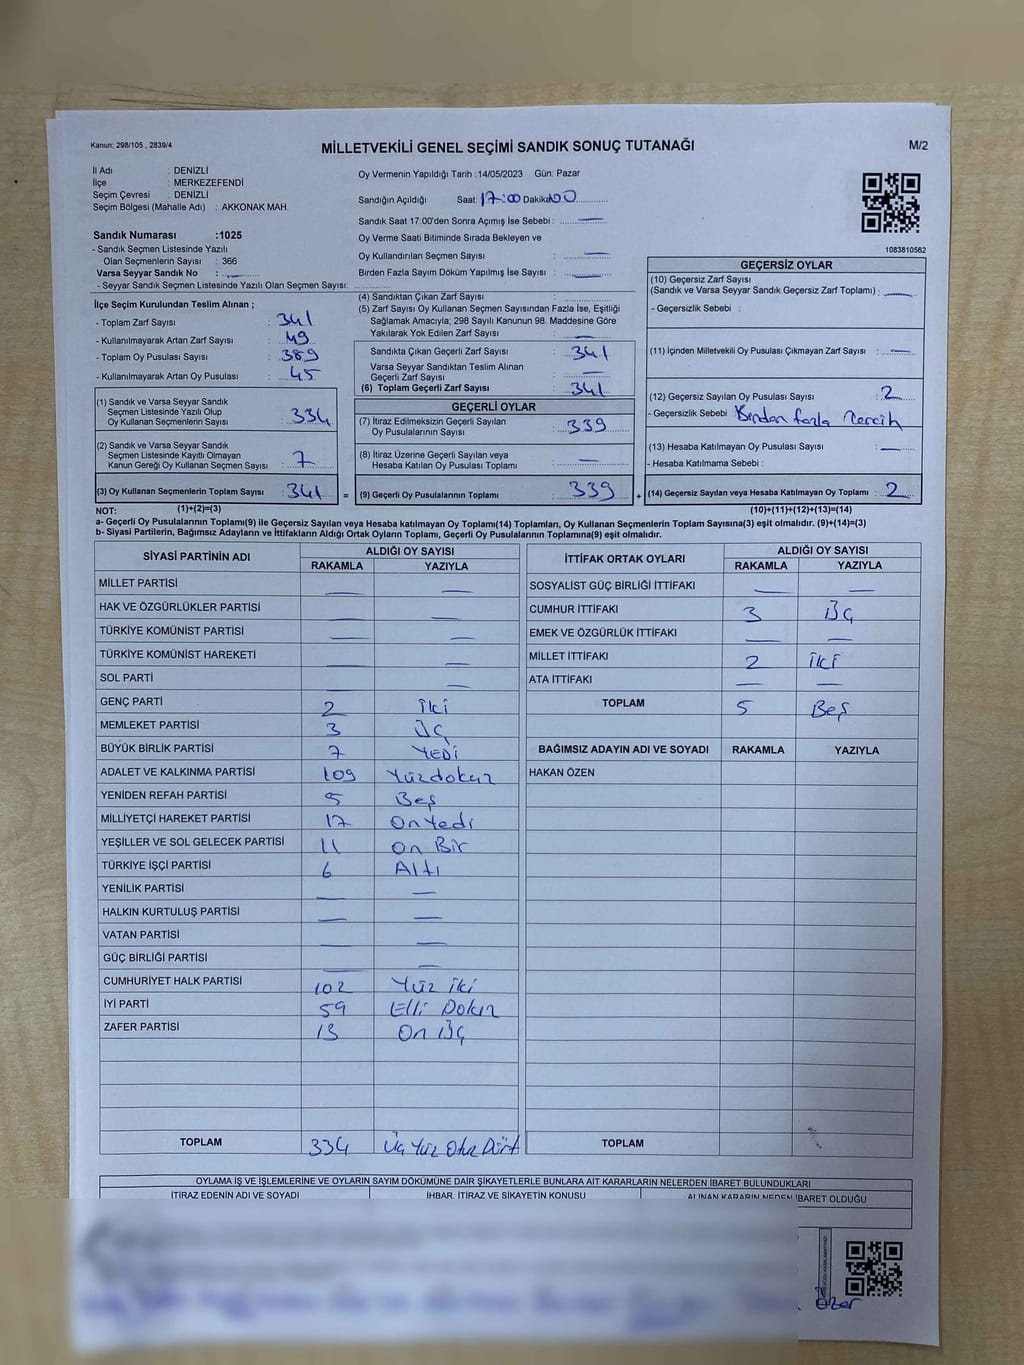 Kanun; 298/105 , 2839/4
MİLLETVEKİLİ GENEL SEÇİMİ SANDIK SONUÇ TUTANAĞI
M/2
İl Adı : DENİZLİ
İlçe : MERKEZEFENDİ
Seçim Çevresi : DENİZLİ
Seçim Bölgesi (Mahalle Adı) : AKKONAK MAH.
Sandık Numarası :1025
- Sandık Seçmen Listesinde Yazılı
Olan Seçmenlerin Sayısı : 366
Varsa Seyyar Sandık No :
- Seyyar Sandık Seçmen Listesinde Yazılı Olan Seçmen Sayısı:
Oy Vermenin Yapıldığı Tarih :14/05/2023 Gün: Pazar
Sandığın Açıldığı Saat: 17:00 Dakika:00
Sandık Saat 17:00'den Sonra Açımış İse Sebebi : —
Oy Verme Saati Bitiminde Sırada Bekleyen ve
Oy Kullandırılan Seçmen Sayısı : —
Birden Fazla Sayım Döküm Yapılmış İse Sayısı : —
1083810562
İlçe Seçim Kurulundan Teslim Alınan ;
- Toplam Zarf Sayısı : 341
- Kullanılmayarak Artan Zarf Sayısı : 49
- Toplam Oy Pusulası Sayısı : 389
- Kullanılmayarak Artan Oy Pusulası : 45
(1) Sandık ve Varsa Seyyar Sandık
Seçmen Listesinde Yazılı Olup
Oy Kullanan Seçmenlerin Sayısı : 334
(2) Sandık ve Varsa Seyyar Sandık
Seçmen Listesinde Kayıtlı Olmayan
Kanun Gereği Oy Kullanan Seçmen Sayısı : 7
(3) Oy Kullanan Seçmenlerin Toplam Sayısı : 341 =
(1)+(2)=(3)
(4) Sandıktan Çıkan Zarf Sayısı :
(5) Zarf Sayısı Oy Kullanan Seçmen Sayısından Fazla İse, Eşitliği
Sağlamak Amacıyla; 298 Sayılı Kanunun 98. Maddesine Göre
Yakılarak Yok Edilen Zarf Sayısı : —
Sandıkta Çıkan Geçerli Zarf Sayısı : 341
Varsa Seyyar Sandıktan Teslim Alınan
Geçerli Zarf Sayısı : —
(6) Toplam Geçerli Zarf Sayısı : 341
GEÇERLİ OYLAR
(7) İtiraz Edilmeksizin Geçerli Sayılan
Oy Pusulalarının Sayısı : 339
(8) İtiraz Üzerine Geçerli Sayılan veya
Hesaba Katılan Oy Pusulası Toplamı : —
(9) Geçerli Oy Pusulalarının Toplamı : 339 +
GEÇERSİZ OYLAR
(10) Geçersiz Zarf Sayısı
(Sandık ve Varsa Seyyar Sandık Geçersiz Zarf Toplamı) : —
- Geçersizlik Sebebi :
(11) İçinden Milletvekili Oy Pusulası Çıkmayan Zarf Sayısı : —
(12) Geçersiz Sayılan Oy Pusulası Sayısı : 2
- Geçersizlik Sebebi : Birden fazla Tercih
(13) Hesaba Katılmayan Oy Pusulası Sayısı : —
- Hesaba Katılmama Sebebi :
(14) Geçersiz Sayılan veya Hesaba Katılmayan Oy Toplamı : 2
(10)+(11)+(12)+(13)=(14)
NOT:
a- Geçerli Oy Pusulalarının Toplamı(9) ile Geçersiz Sayılan veya Hesaba katılmayan Oy Toplamı(14) Toplamları, Oy Kullanan Seçmenlerin Toplam Sayısına(3) eşit olmalıdır. (9)+(14)=(3)
b- Siyasi Partilerin, Bağımsız Adayların ve İttifakların Aldığı Ortak Oyların Toplamı, Geçerli Oy Pusulalarının Toplamına(9) eşit olmalıdır.
SİYASİ PARTİNİN ADI ALDIĞI OY SAYISI
RAKAMLA YAZIYLA
MİLLET PARTİSİ — —
HAK VE ÖZGÜRLÜKLER PARTİSİ — —
TÜRKİYE KOMÜNİST PARTİSİ — —
TÜRKİYE KOMÜNİST HAREKETİ — —
SOL PARTİ — —
GENÇ PARTİ 2 İki
MEMLEKET PARTİSİ 3 Üç
BÜYÜK BİRLİK PARTİSİ 7 YEDİ
ADALET VE KALKINMA PARTİSİ 109 Yüzdokuz
YENİDEN REFAH PARTİSİ 5 Beş
MİLLİYETÇİ HAREKET PARTİSİ 17 On Yedi
YEŞİLLER VE SOL GELECEK PARTİSİ 11 On Bir
TÜRKİYE İŞÇİ PARTİSİ 6 Altı
YENİLİK PARTİSİ — —
HALKIN KURTULUŞ PARTİSİ — —
VATAN PARTİSİ — —
GÜÇ BİRLİĞİ PARTİSİ — —
CUMHURİYET HALK PARTİSİ 102 Yüz iki
İYİ PARTİ 59 Elli Dokuz
ZAFER PARTİSİ 13 On Üç
TOPLAM 334 Üç Yüz Otuz Dört
İTTİFAK ORTAK OYLARI ALDIĞI OY SAYISI
RAKAMLA YAZIYLA
SOSYALİST GÜÇ BİRLİĞİ İTTİFAKI — —
CUMHUR İTTİFAKI 3 Üç
EMEK VE ÖZGÜRLÜK İTTİFAKI — —
MİLLET İTTİFAKI 2 İki
ATA İTTİFAKI — —
TOPLAM 5 Beş
BAĞIMSIZ ADAYIN ADI VE SOYADI RAKAMLA YAZIYLA
HAKAN ÖZEN
TOPLAM
OYLAMA İŞ VE İŞLEMLERİNE VE OYLARIN SAYIM DÖKÜMÜNE DAİR ŞİKAYETLERLE BUNLARA AİT KARARLARIN NELERDEN İBARET BULUNDUKLARI
İTİRAZ EDENİN ADI VE SOYADI İHBAR, İTİRAZ VE ŞİKAYETİN KONUSU ALINAN KARARIN NEDEN İBARET OLDUĞU
Özer